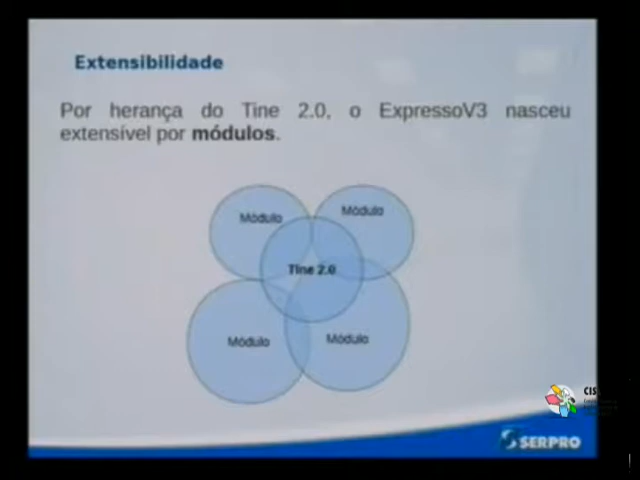 Extensibilidade
Por herança do Tine 2.0, o ExpressoV3 nasceu
extensível por módulos.
Módulo
Módulo
Tine 2.0
Módulo
Módulo
CIS
SERPRO